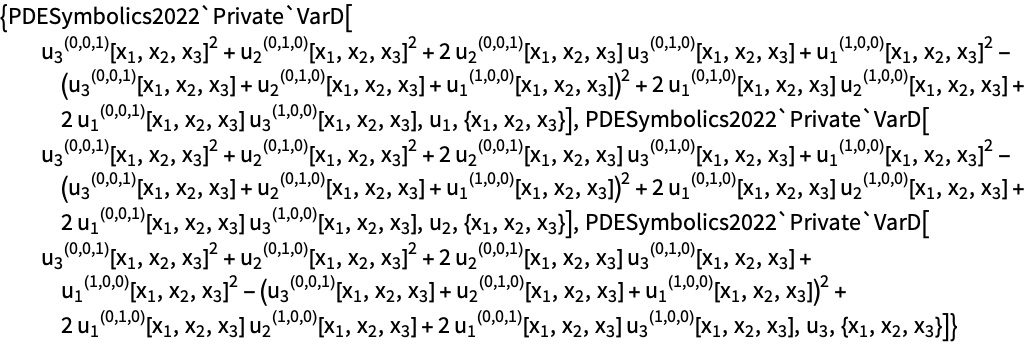 {PDESymbolics2022`Private`VarD[
u₃⁽⁰,⁰,¹⁾[x₁, x₂, x₃]² + u₂⁽⁰,¹,⁰⁾[x₁, x₂, x₃]² + 2 u₂⁽⁰,⁰,¹⁾[x₁, x₂, x₃] u₃⁽⁰,¹,⁰⁾[x₁, x₂, x₃] + u₁⁽¹,⁰,⁰⁾[x₁, x₂, x₃]² −
(u₃⁽⁰,⁰,¹⁾[x₁, x₂, x₃] + u₂⁽⁰,¹,⁰⁾[x₁, x₂, x₃] + u₁⁽¹,⁰,⁰⁾[x₁, x₂, x₃])² + 2 u₁⁽⁰,¹,⁰⁾[x₁, x₂, x₃] u₂⁽¹,⁰,⁰⁾[x₁, x₂, x₃] +
2 u₁⁽⁰,⁰,¹⁾[x₁, x₂, x₃] u₃⁽¹,⁰,⁰⁾[x₁, x₂, x₃], u₁, {x₁, x₂, x₃}], PDESymbolics2022`Private`VarD[
u₃⁽⁰,⁰,¹⁾[x₁, x₂, x₃]² + u₂⁽⁰,¹,⁰⁾[x₁, x₂, x₃]² + 2 u₂⁽⁰,⁰,¹⁾[x₁, x₂, x₃] u₃⁽⁰,¹,⁰⁾[x₁, x₂, x₃] + u₁⁽¹,⁰,⁰⁾[x₁, x₂, x₃]² −
(u₃⁽⁰,⁰,¹⁾[x₁, x₂, x₃] + u₂⁽⁰,¹,⁰⁾[x₁, x₂, x₃] + u₁⁽¹,⁰,⁰⁾[x₁, x₂, x₃])² + 2 u₁⁽⁰,¹,⁰⁾[x₁, x₂, x₃] u₂⁽¹,⁰,⁰⁾[x₁, x₂, x₃] +
2 u₁⁽⁰,⁰,¹⁾[x₁, x₂, x₃] u₃⁽¹,⁰,⁰⁾[x₁, x₂, x₃], u₂, {x₁, x₂, x₃}], PDESymbolics2022`Private`VarD[
u₃⁽⁰,⁰,¹⁾[x₁, x₂, x₃]² + u₂⁽⁰,¹,⁰⁾[x₁, x₂, x₃]² + 2 u₂⁽⁰,⁰,¹⁾[x₁, x₂, x₃] u₃⁽⁰,¹,⁰⁾[x₁, x₂, x₃] +
u₁⁽¹,⁰,⁰⁾[x₁, x₂, x₃]² − (u₃⁽⁰,⁰,¹⁾[x₁, x₂, x₃] + u₂⁽⁰,¹,⁰⁾[x₁, x₂, x₃] + u₁⁽¹,⁰,⁰⁾[x₁, x₂, x₃])² +
2 u₁⁽⁰,¹,⁰⁾[x₁, x₂, x₃] u₂⁽¹,⁰,⁰⁾[x₁, x₂, x₃] + 2 u₁⁽⁰,⁰,¹⁾[x₁, x₂, x₃] u₃⁽¹,⁰,⁰⁾[x₁, x₂, x₃], u₃, {x₁, x₂, x₃}]}